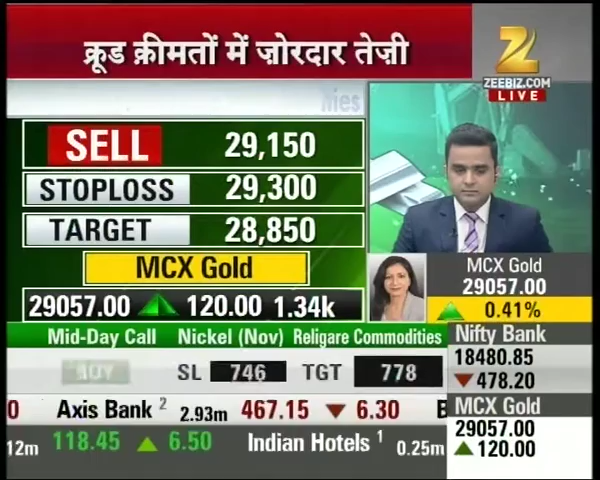 क्रूड क़ीमतों में ज़ोरदार तेज़ी
ZEEBIZ.COM
LIVE
SELL 29,150
STOPLOSS 29,300
TARGET 28,850
MCX Gold
29057.00 120.00 1.34k
MCX Gold
29057.00
0.41%
Mid-Day Call Nickel (Nov) Religare Commodities
BUY SL 746 TGT 778
Nifty Bank
18480.85
478.20
0 Axis Bank 2 2.93m 467.15 6.30 B
MCX Gold
29057.00
120.00
12m 118.45 6.50 Indian Hotels 1 0.25m